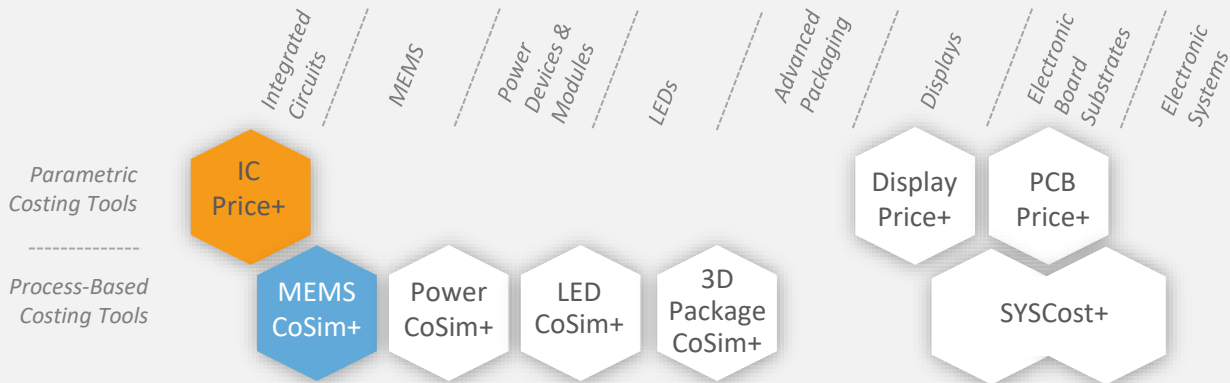 Integrated
Circuits
MEMS
Power
Devices &
Modules
LEDs
Advanced
Packaging
Displays
Electronic
Board
Substrates
Electronic
Systems
Parametric
Costing Tools
IC
Price+
Display
Price+
PCB
Price+
Process-Based
Costing Tools
MEMS
CoSim+
Power
CoSim+
LED
CoSim+
3D
Package
CoSim+
SYSCost+